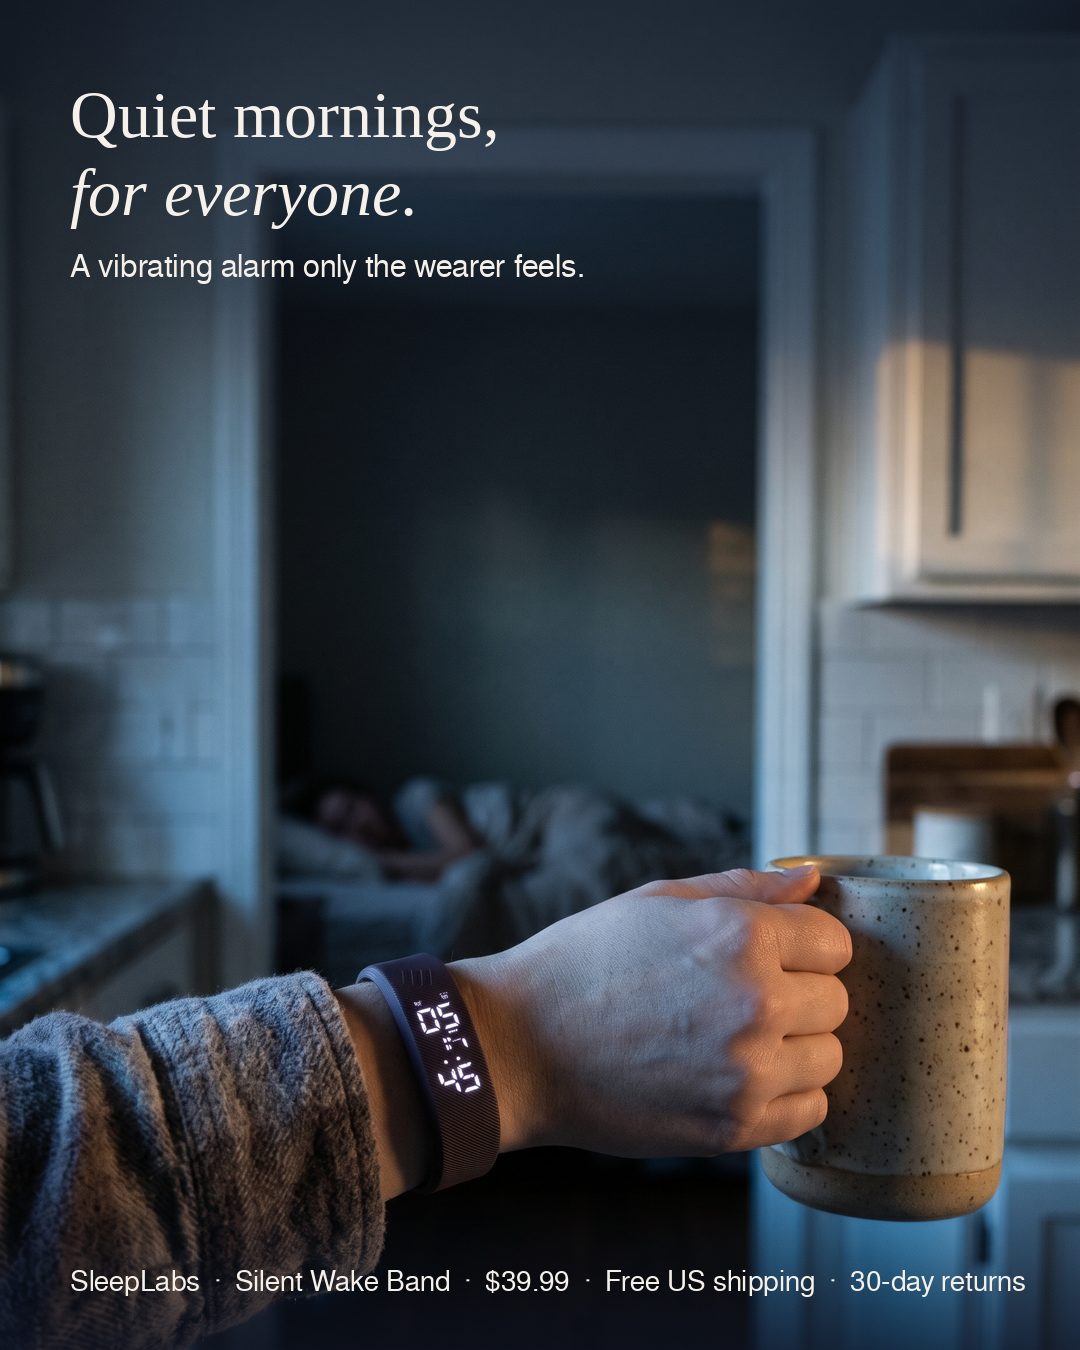 Quiet mornings,
for everyone.
A vibrating alarm only the wearer feels.
05:45
SleepLabs · Silent Wake Band · $39.99 · Free US shipping · 30-day returns